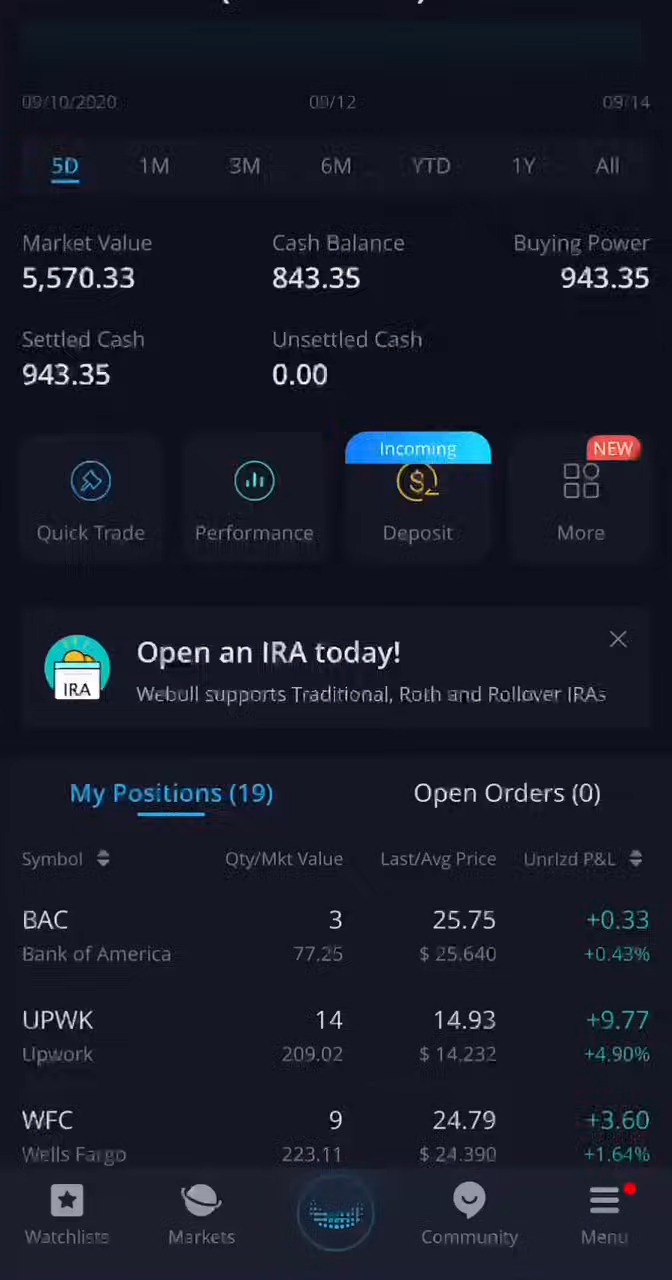 09/10/2020 09/12 09/14
5D 1M 3M 6M YTD 1Y All
Market Value Cash Balance Buying Power
5,570.33 843.35 943.35
Settled Cash Unsettled Cash
943.35 0.00
Incoming NEW
Quick Trade Performance Deposit More
Open an IRA today!
IRA
Webull supports Traditional, Roth and Rollover IRAs
My Positions (19) Open Orders (0)
Symbol Qty/Mkt Value Last/Avg Price Unrlzd P&L
BAC 3 25.75 +0.33
Bank of America 77.25 $ 25.640 +0.43%
UPWK 14 14.93 +9.77
Upwork 209.02 $ 14.232 +4.90%
WFC 9 24.79 +3.60
Wells Fargo 223.11 $ 24.390 +1.64%
Watchlists Markets Community Menu